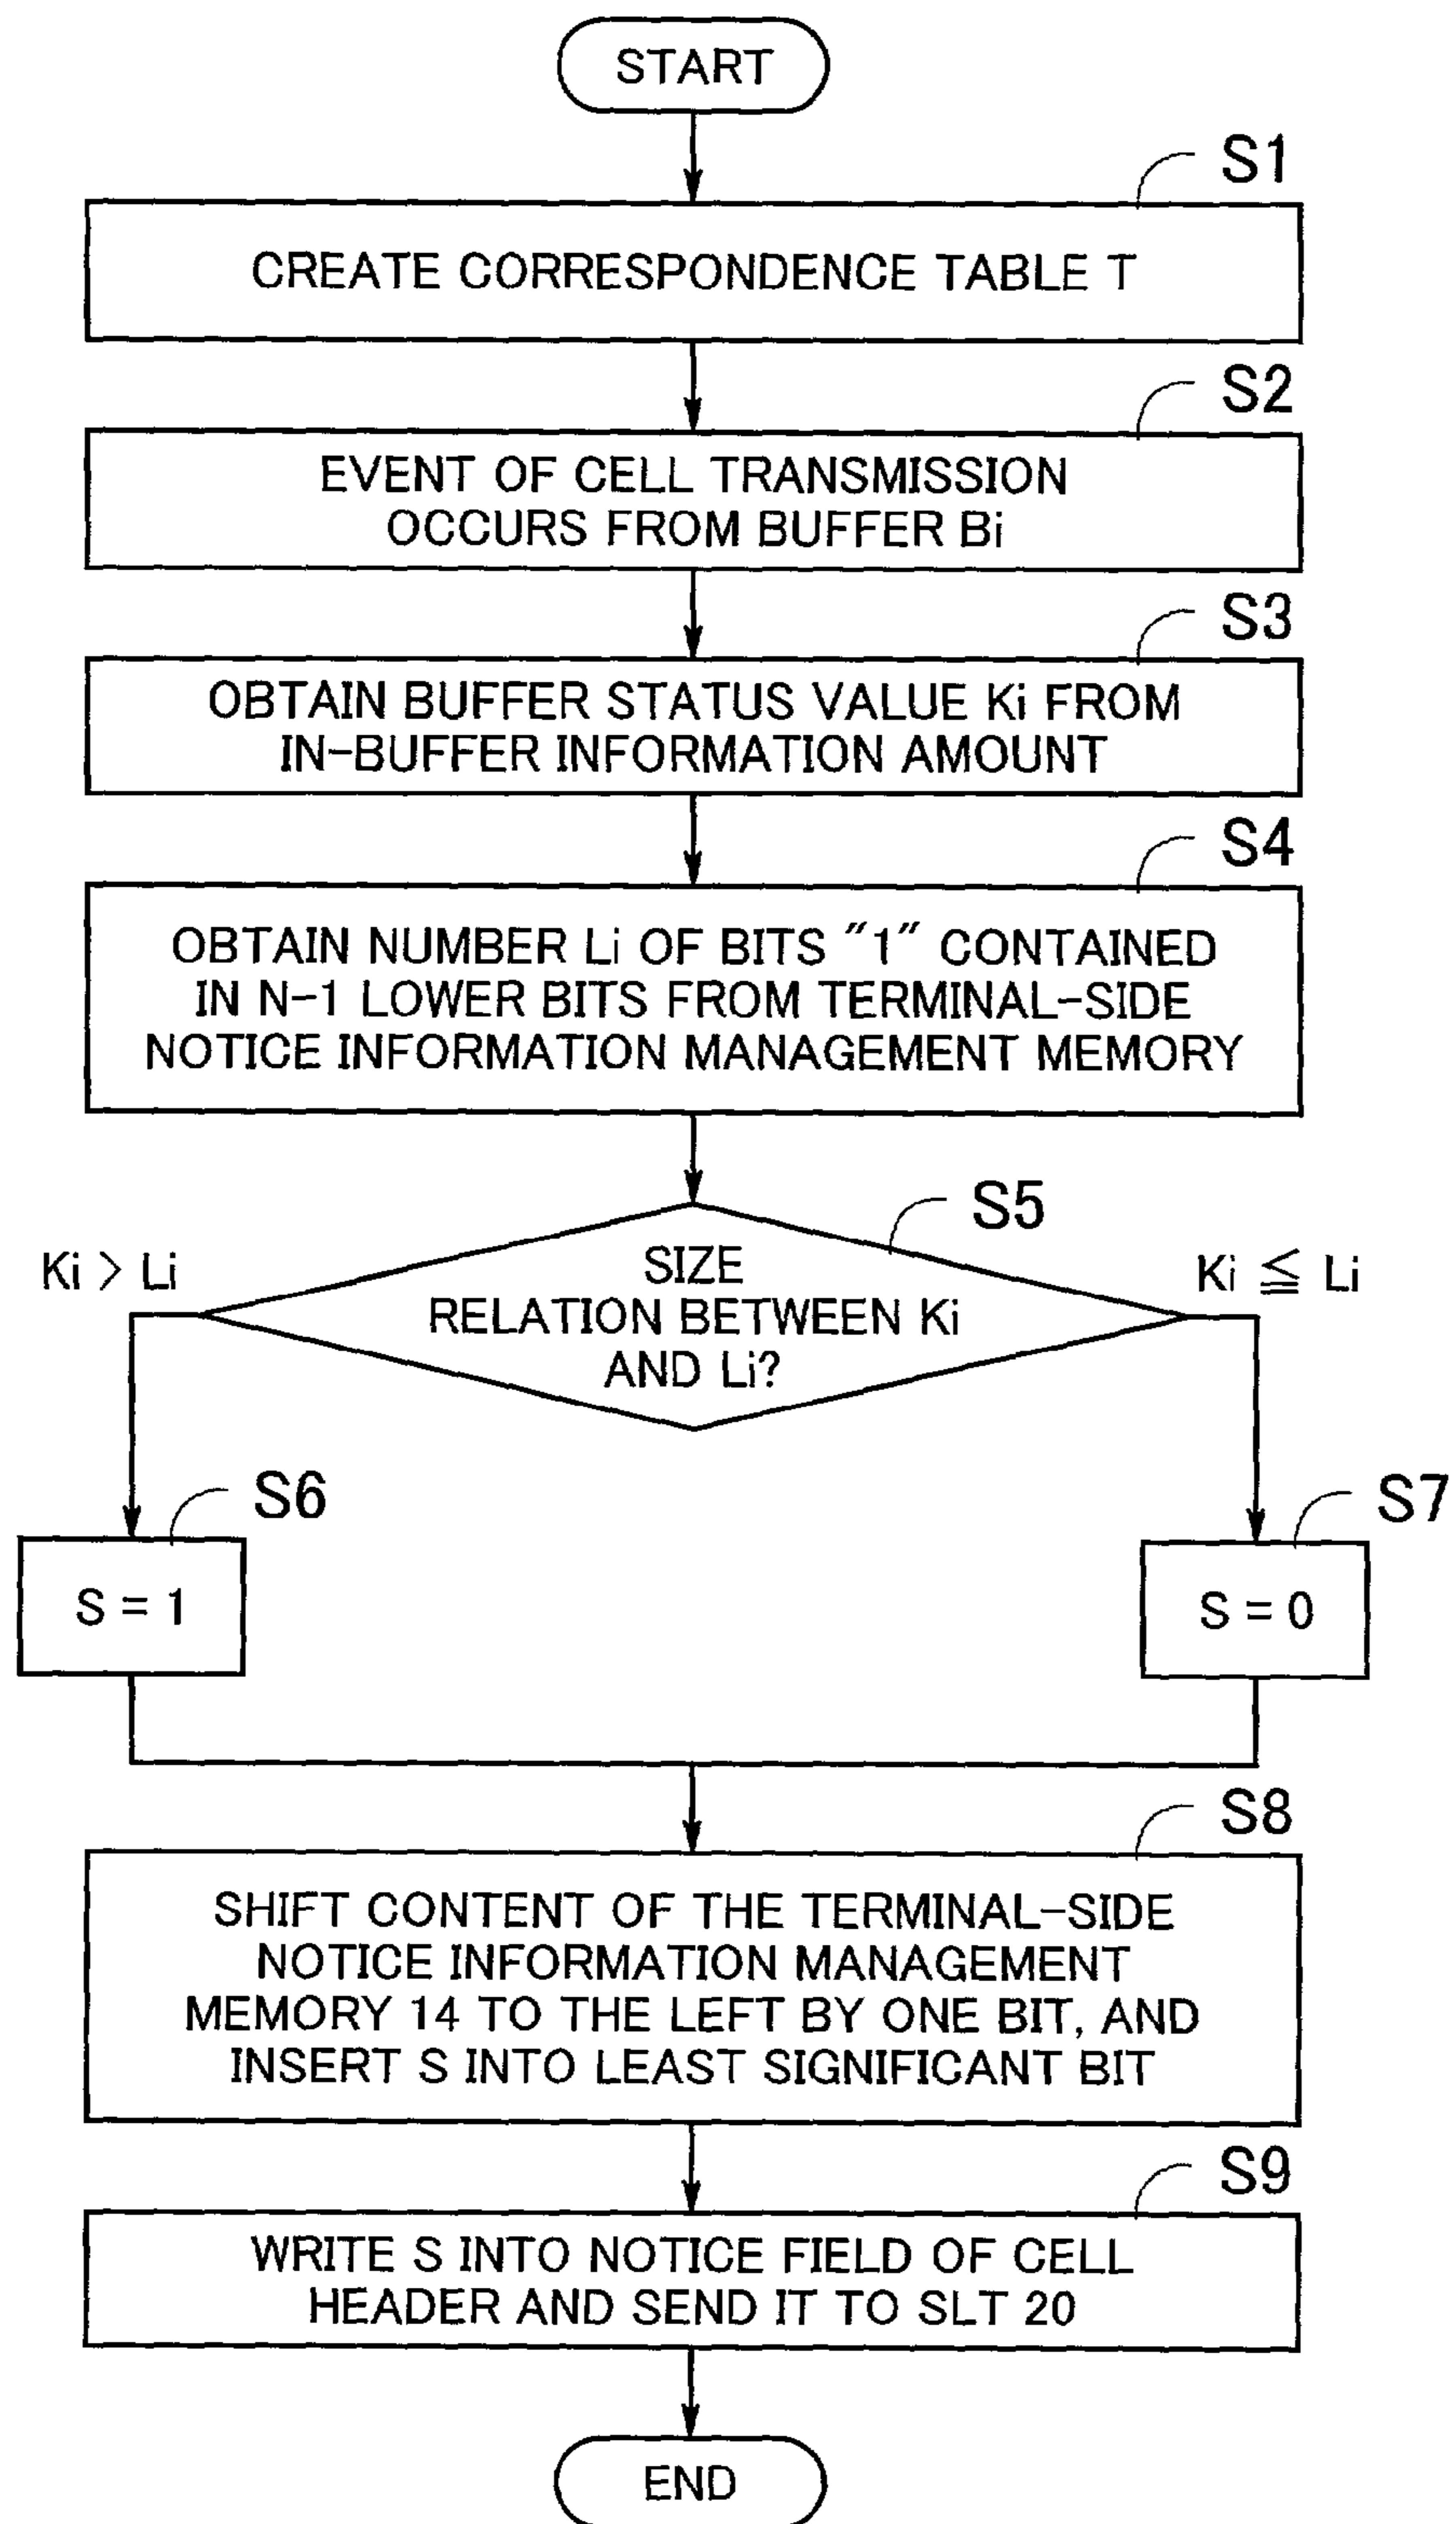 START
S1
CREATE CORRESPONDENCE TABLE T
S2
EVENT OF CELL TRANSMISSION
OCCURS FROM BUFFER Bi
S3
OBTAIN BUFFER STATUS VALUE Ki FROM
IN-BUFFER INFORMATION AMOUNT
S4
OBTAIN NUMBER Li OF BITS "1" CONTAINED
IN N-1 LOWER BITS FROM TERMINAL-SIDE
NOTICE INFORMATION MANAGEMENT MEMORY
S5
Ki > Li
SIZE
RELATION BETWEEN Ki
AND Li?
Ki ≦ Li
S6
S = 1
S7
S = 0
S8
SHIFT CONTENT OF THE TERMINAL-SIDE
NOTICE INFORMATION MANAGEMENT
MEMORY 14 TO THE LEFT BY ONE BIT, AND
INSERT S INTO LEAST SIGNIFICANT BIT
S9
WRITE S INTO NOTICE FIELD OF CELL
HEADER AND SEND IT TO SLT 20
END